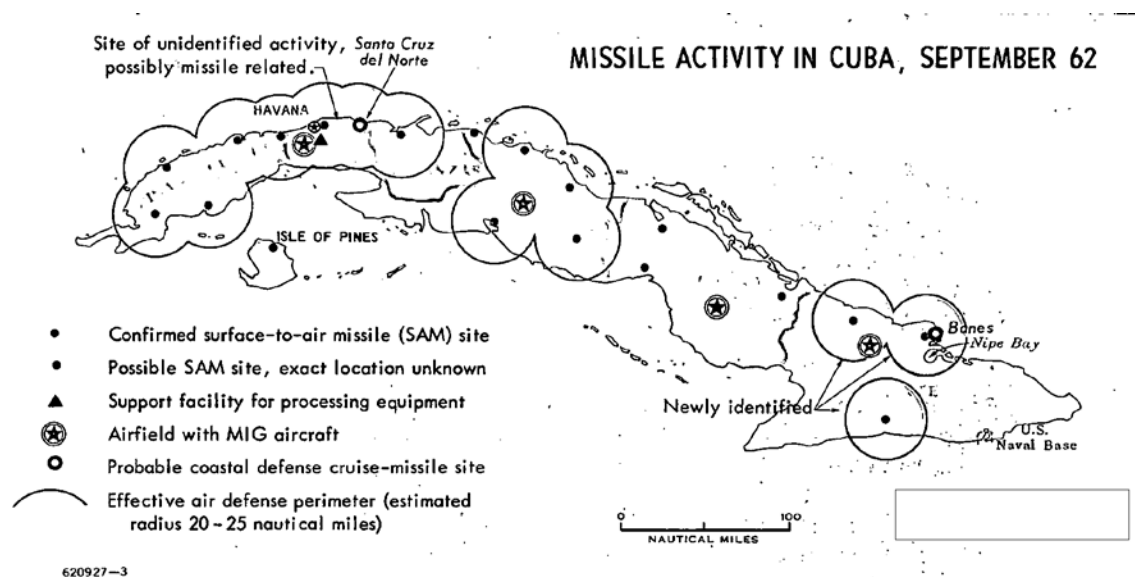 MISSILE ACTIVITY IN CUBA, SEPTEMBER 62
Site of unidentified activity,
possibly missile related.
Santa Cruz
del Norte
HAVANA
ISLE OF PINES
Banes
Nipe Bay
Newly identified
U.S.
Naval Base
Confirmed surface-to-air missile (SAM) site
Possible SAM site, exact location unknown
Support facility for processing equipment
Airfield with MIG aircraft
Probable coastal defense cruise-missile site
Effective air defense perimeter (estimated
radius 20-25 nautical miles)
0 100
NAUTICAL MILES
620927-3